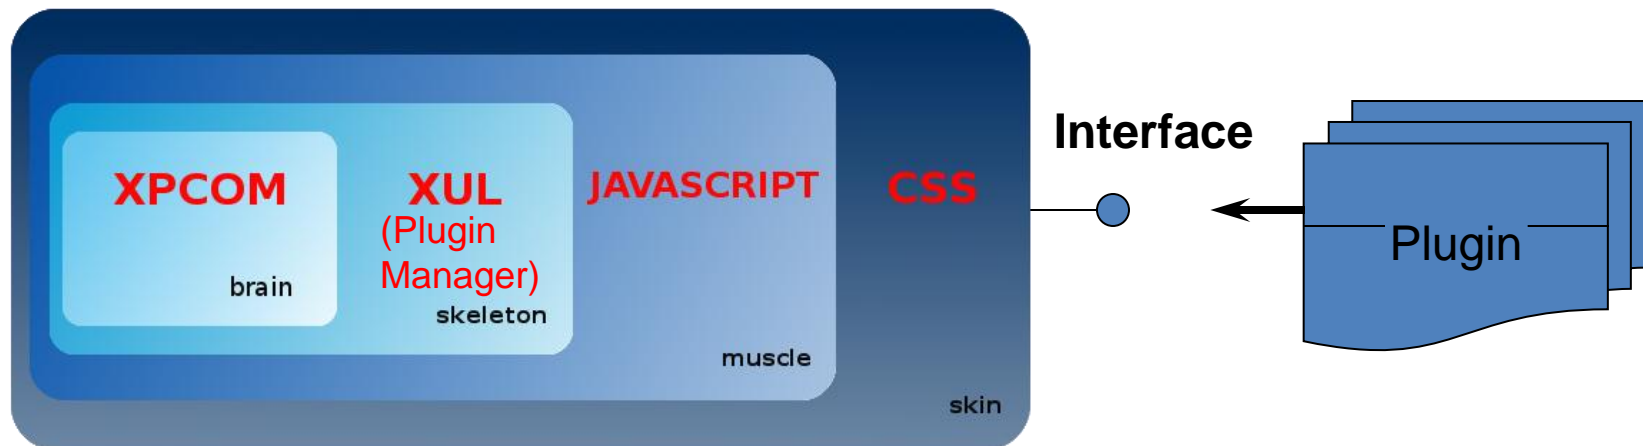 XPCOM
brain
XUL
(Plugin
Manager)
skeleton
JAVASCRIPT
muscle
CSS
skin
Interface
Plugin